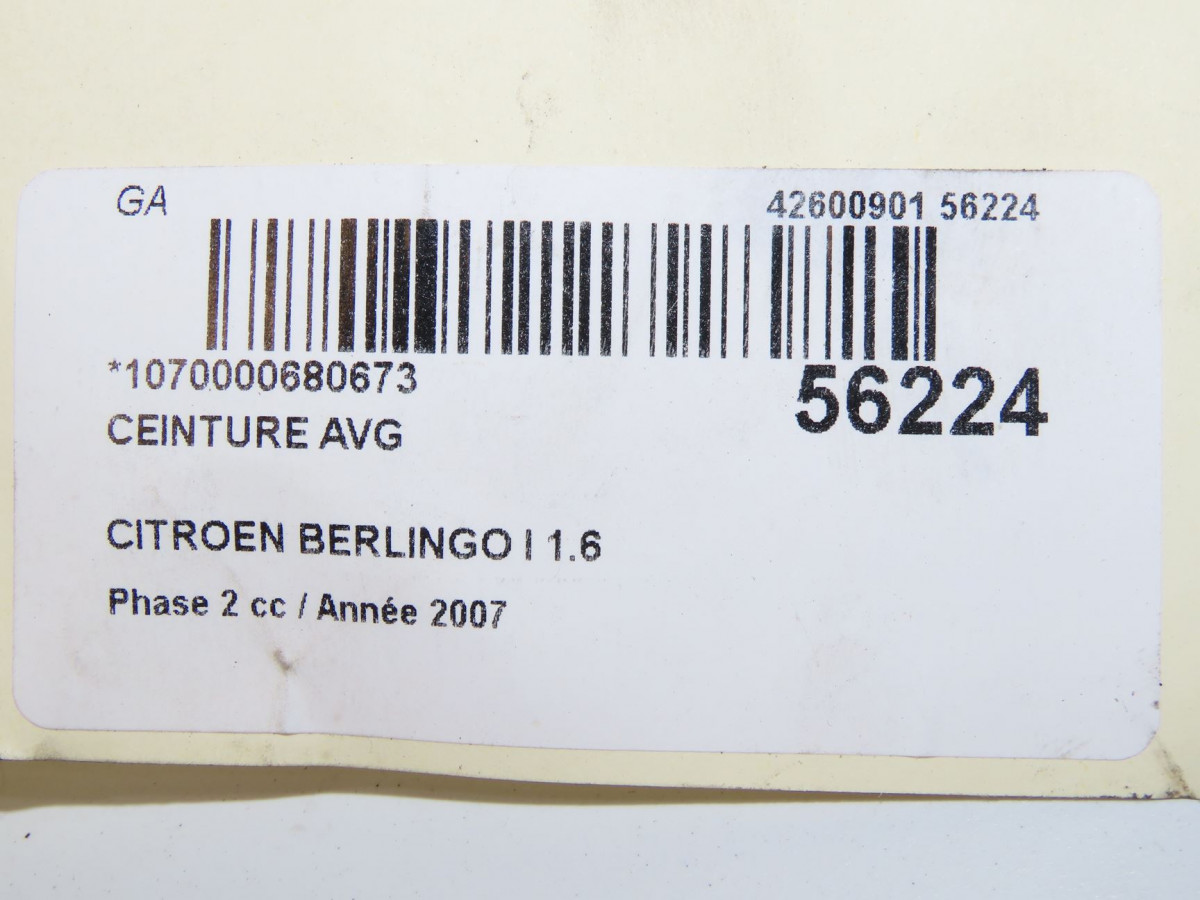 GA
42600901 56224
*1070000680673
56224
CEINTURE AVG
CITROEN BERLINGO I 1.6
Phase 2 cc / Année 2007